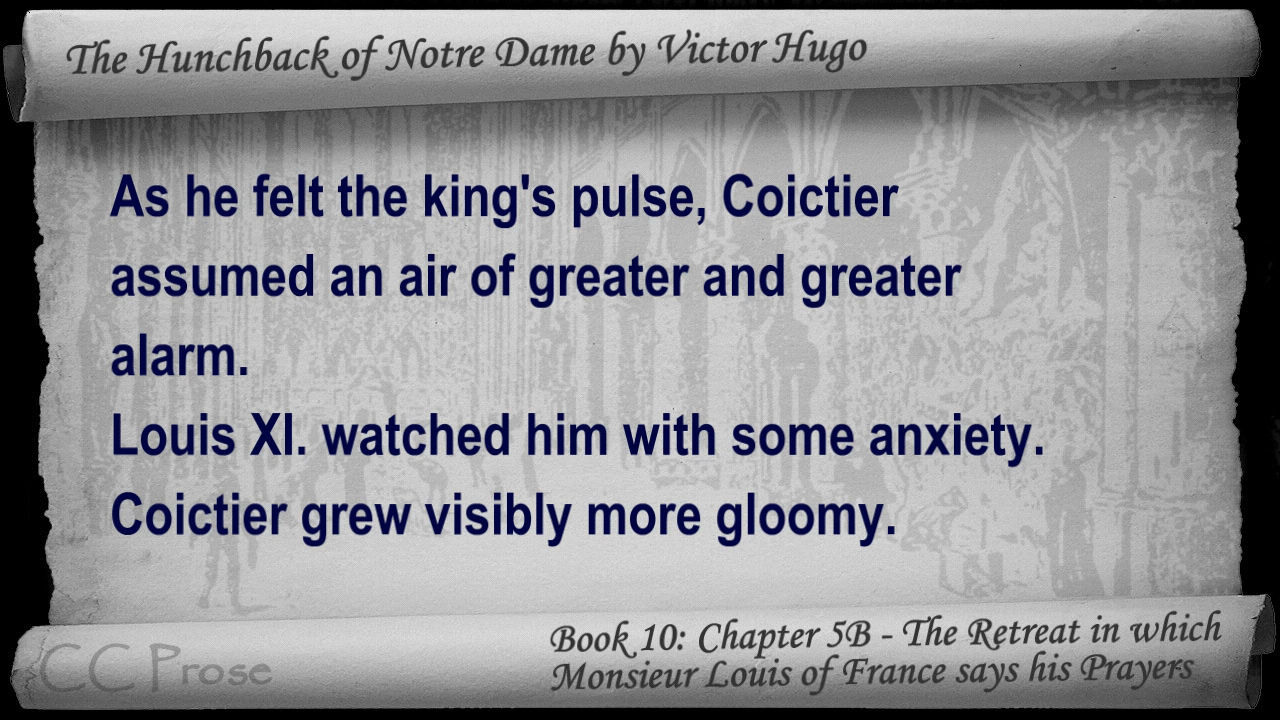 The Hunchback of Notre Dame by Victor Hugo
As he felt the king's pulse, Coictier
assumed an air of greater and greater
alarm.
Louis XI. watched him with some anxiety.
Coictier grew visibly more gloomy.
CC Prose
Book 10: Chapter 5B - The Retreat in which
Monsieur Louis of France says his Prayers